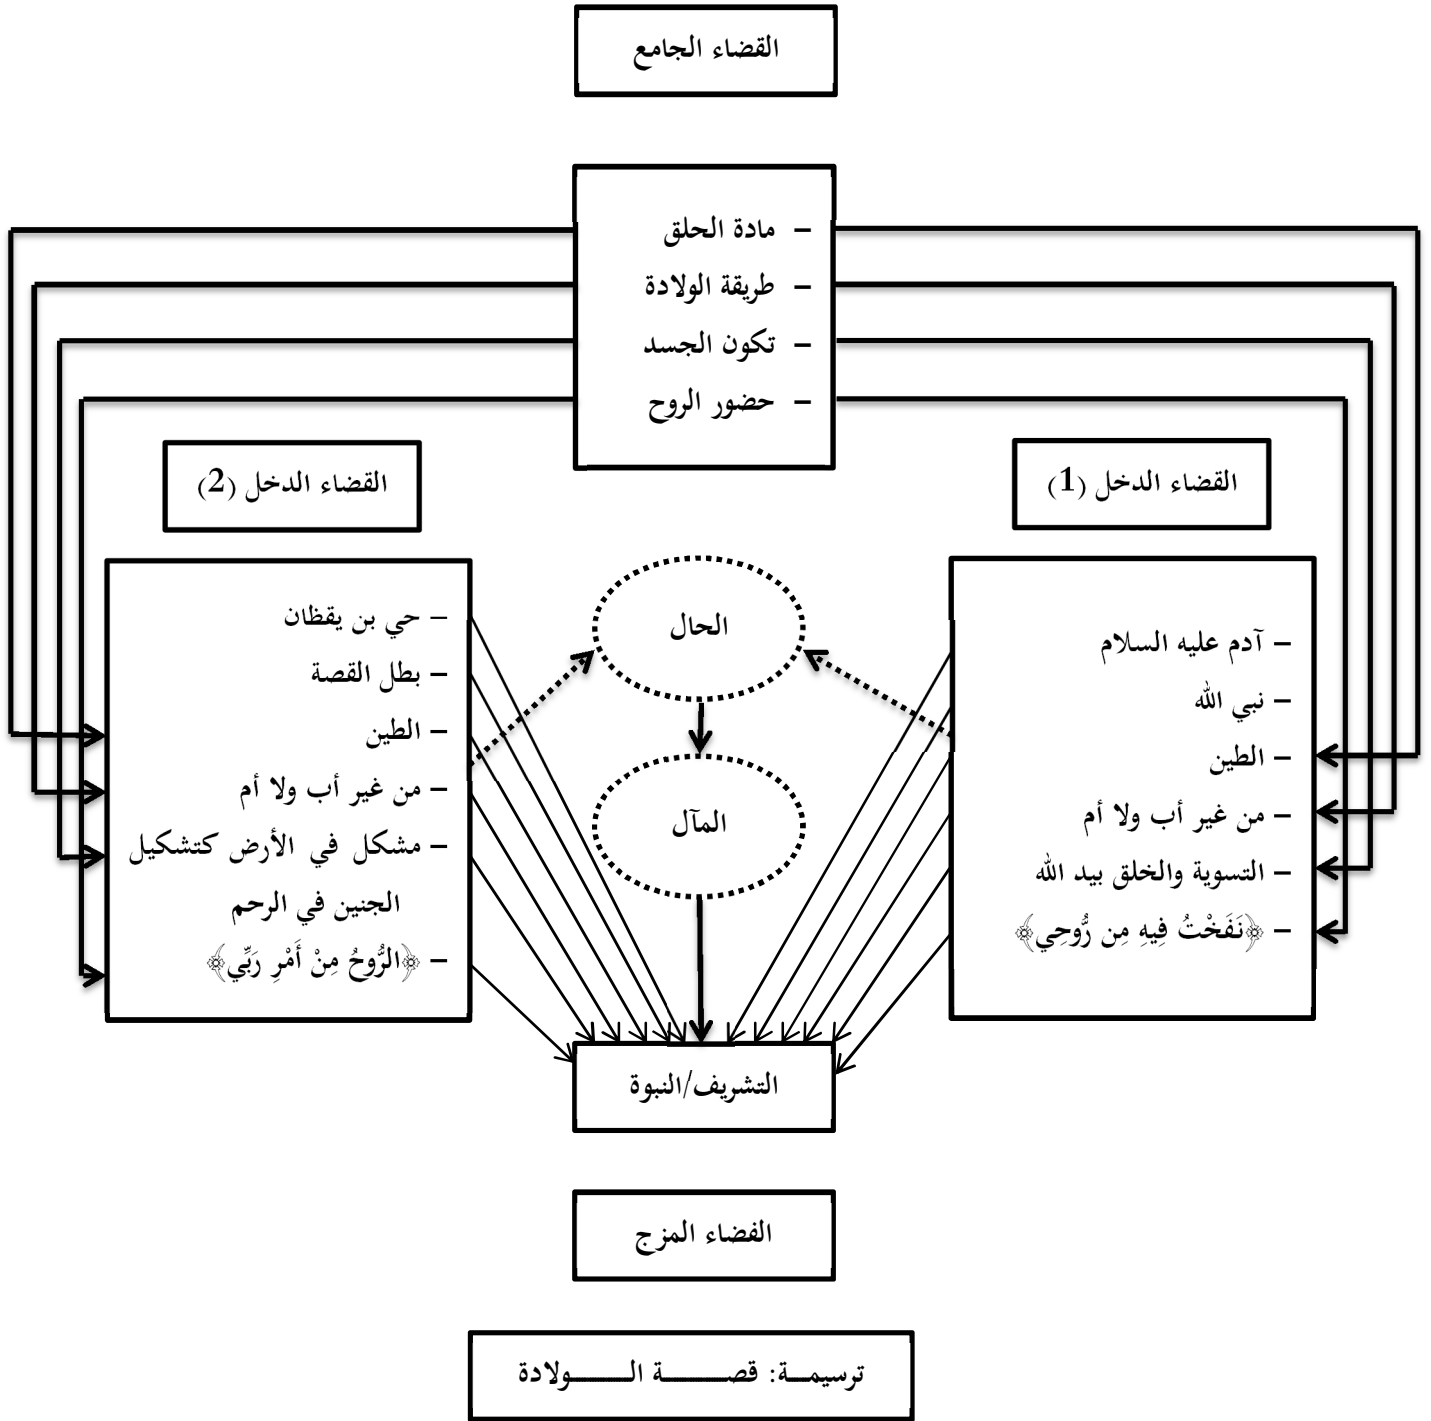 القضاء الجامع
– مادة الحلق
– طريقة الولادة
– تكون الجسد
– حضور الروح
القضاء الدخل (1)
– آدم عليه السلام
– نبي الله
– الطين
– من غير أب ولا أم
– التسوية والخلق بيد الله
– ﴿نَفَخْتُ فِيهِ مِن رُّوحِي﴾
القضاء الدخل (2)
– حي بن يقظان
– بطل القصة
– الطين
– من غير أب ولا أم
– مشكل في الأرض كتشكيل
الجنين في الرحم
– ﴿الرُّوحُ مِنْ أَمْرِ رَبِّي﴾
الحال
المآل
التشريف/النبوة
الفضاء المزج
ترسيمـة: قصـــــة الـــــولادة